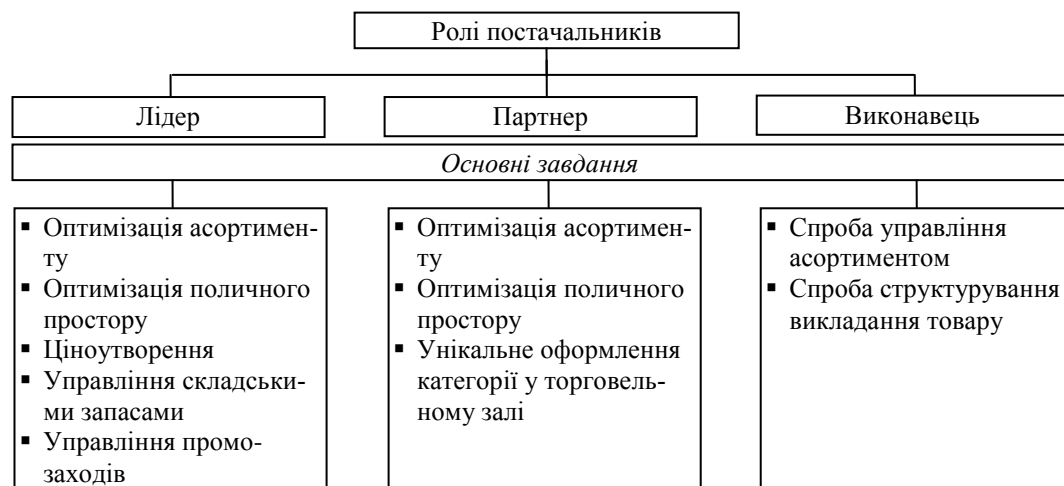 Ролі постачальників
Лідер
Партнер
Виконавець
Основні завдання
▪ Оптимізація асортимен-
ту
▪ Оптимізація поличного
простору
▪ Ціноутворення
▪ Управління складськи-
ми запасами
▪ Управління промо-
заходів
▪ Оптимізація асортимен-
ту
▪ Оптимізація поличного
простору
▪ Унікальне оформлення
категорії у торговель-
ному залі
▪ Спроба управління
асортиментом
▪ Спроба структурування
викладання товару